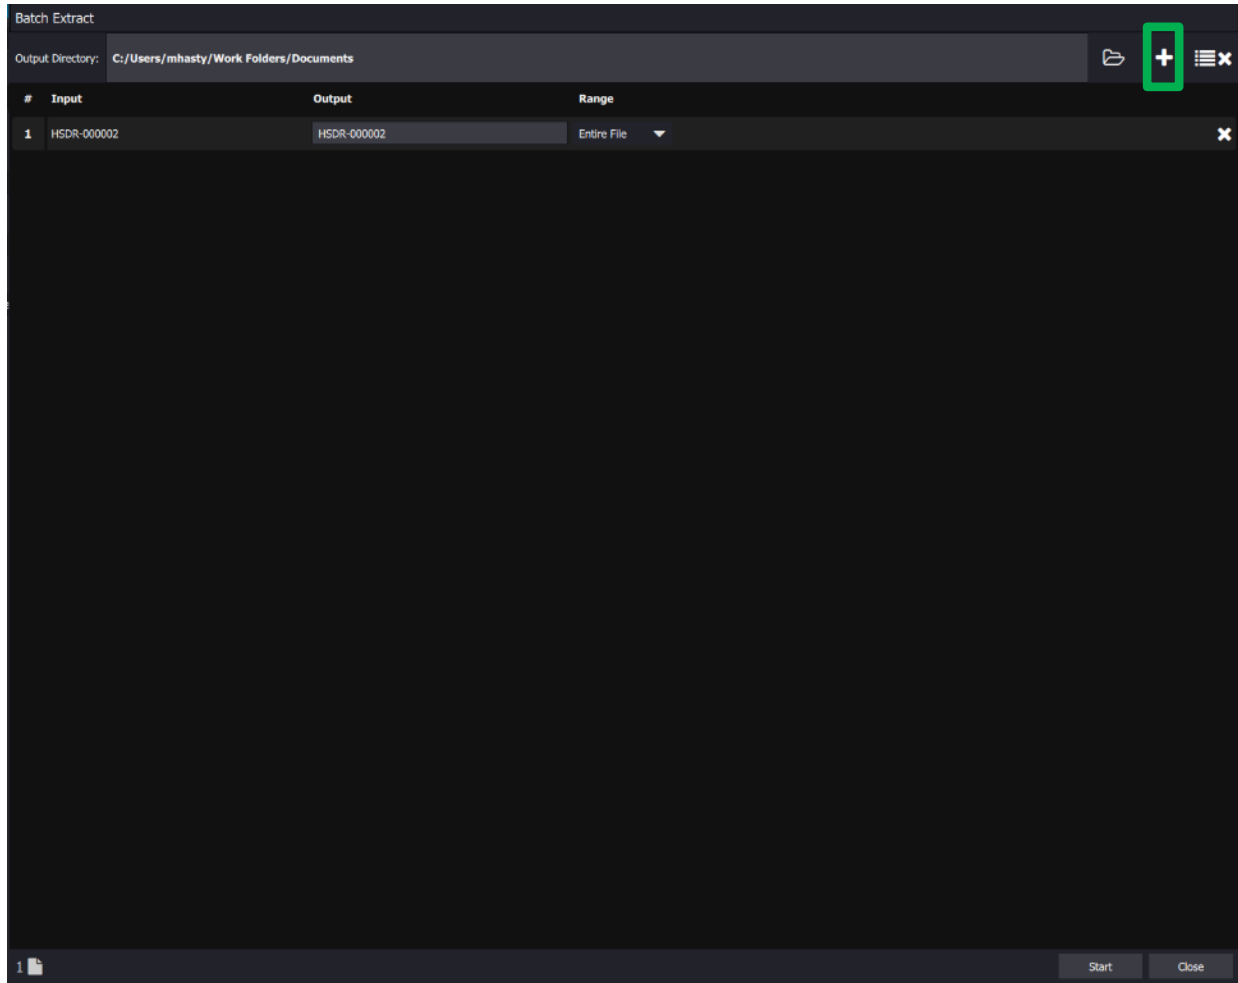 Batch Extract
Output Directory: C:/Users/mhasty/Work Folders/Documents
# Input Output Range
1 HSDR-000002 HSDR-000002 Entire File
1 Start Close